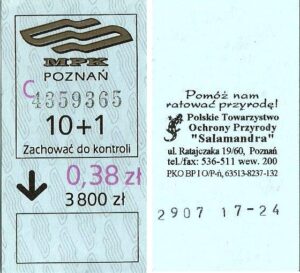 MPK
POZNAŃ
C
4359365
10+1
Zachować do kontroli
0,38 zł
3 800 zł
Pomóż nam
ratować przyrodę!
Polskie Towarzystwo
Ochrony Przyrody
"Salamandra"
ul. Ratajczaka 19/60, Poznań
tel./fax: 536-511 wew. 200
PKO BP I O/P-ń, 63513-8237-132
2907 17-24